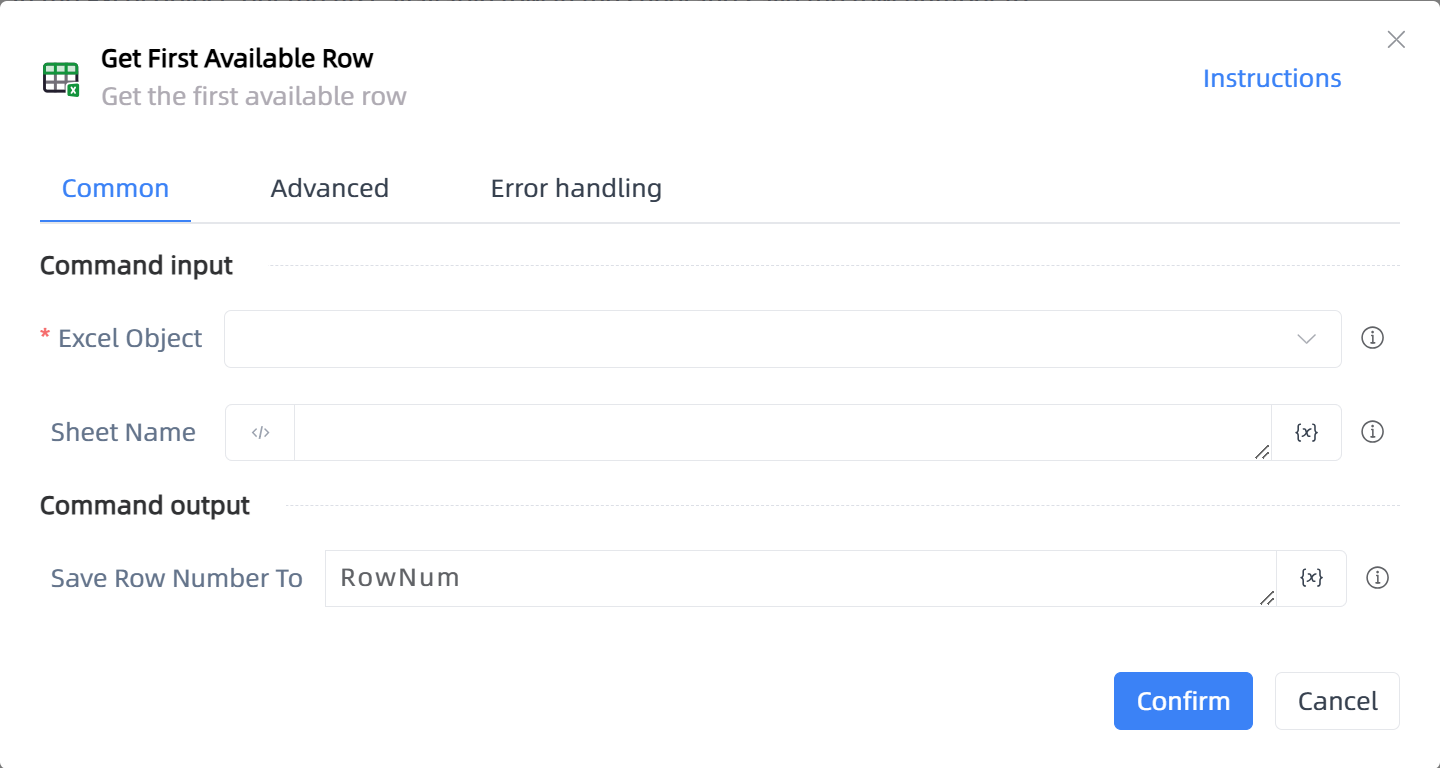 Get First Available Row
Get the first available row
Instructions
Common
Advanced
Error handling
Command input
* Excel Object
Sheet Name
</>
{x}
Command output
Save Row Number To
RowNum
{x}
Confirm
Cancel